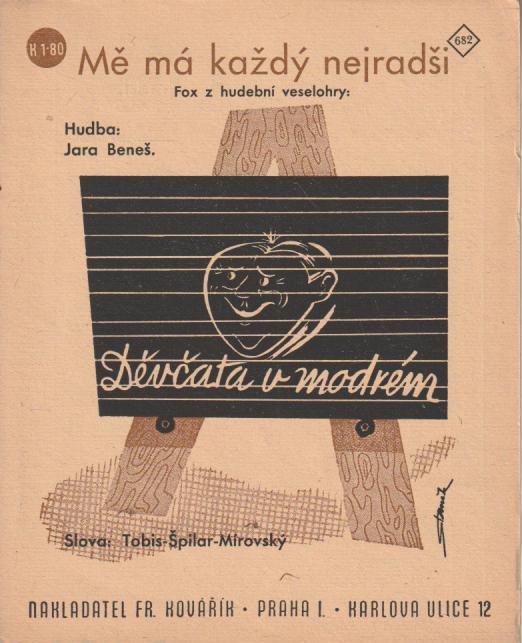 K 1·80
Mě má každý nejradši
682
Fox z hudební veselohry:
Hudba:
Jara Beneš.
Děvčata v modrém
Slova: Tobis-Špilar-Mírovský
NAKLADATEL FR. KOVÁŘÍK · PRAHA I. · KARLOVA ULICE 12